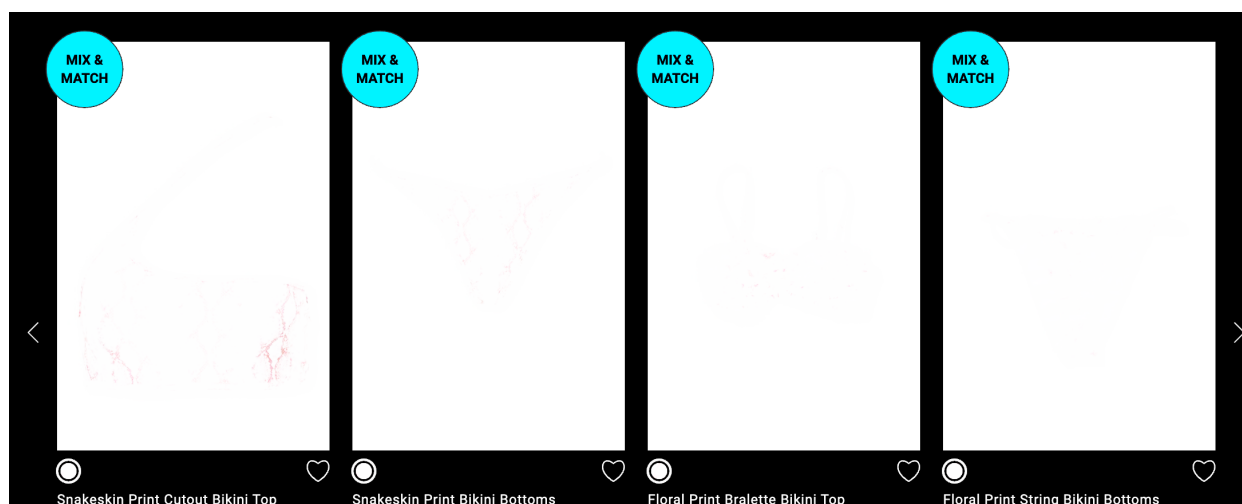 MIX &
MATCH
MIX &
MATCH
MIX &
MATCH
MIX &
MATCH
Snakeskin Print Cutout Bikini Top
Snakeskin Print Bikini Bottoms
Floral Print Bralette Bikini Top
Floral Print String Bikini Bottoms